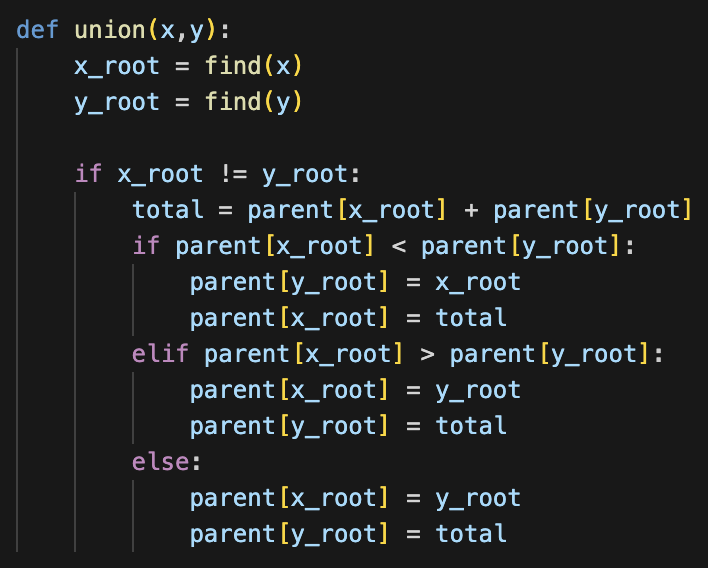 def union(x,y):
    x_root = find(x)
    y_root = find(y)

    if x_root != y_root:
        total = parent[x_root] + parent[y_root]
        if parent[x_root] < parent[y_root]:
            parent[y_root] = x_root
            parent[x_root] = total
        elif parent[x_root] > parent[y_root]:
            parent[x_root] = y_root
            parent[y_root] = total
        else:
            parent[x_root] = y_root
            parent[y_root] = total